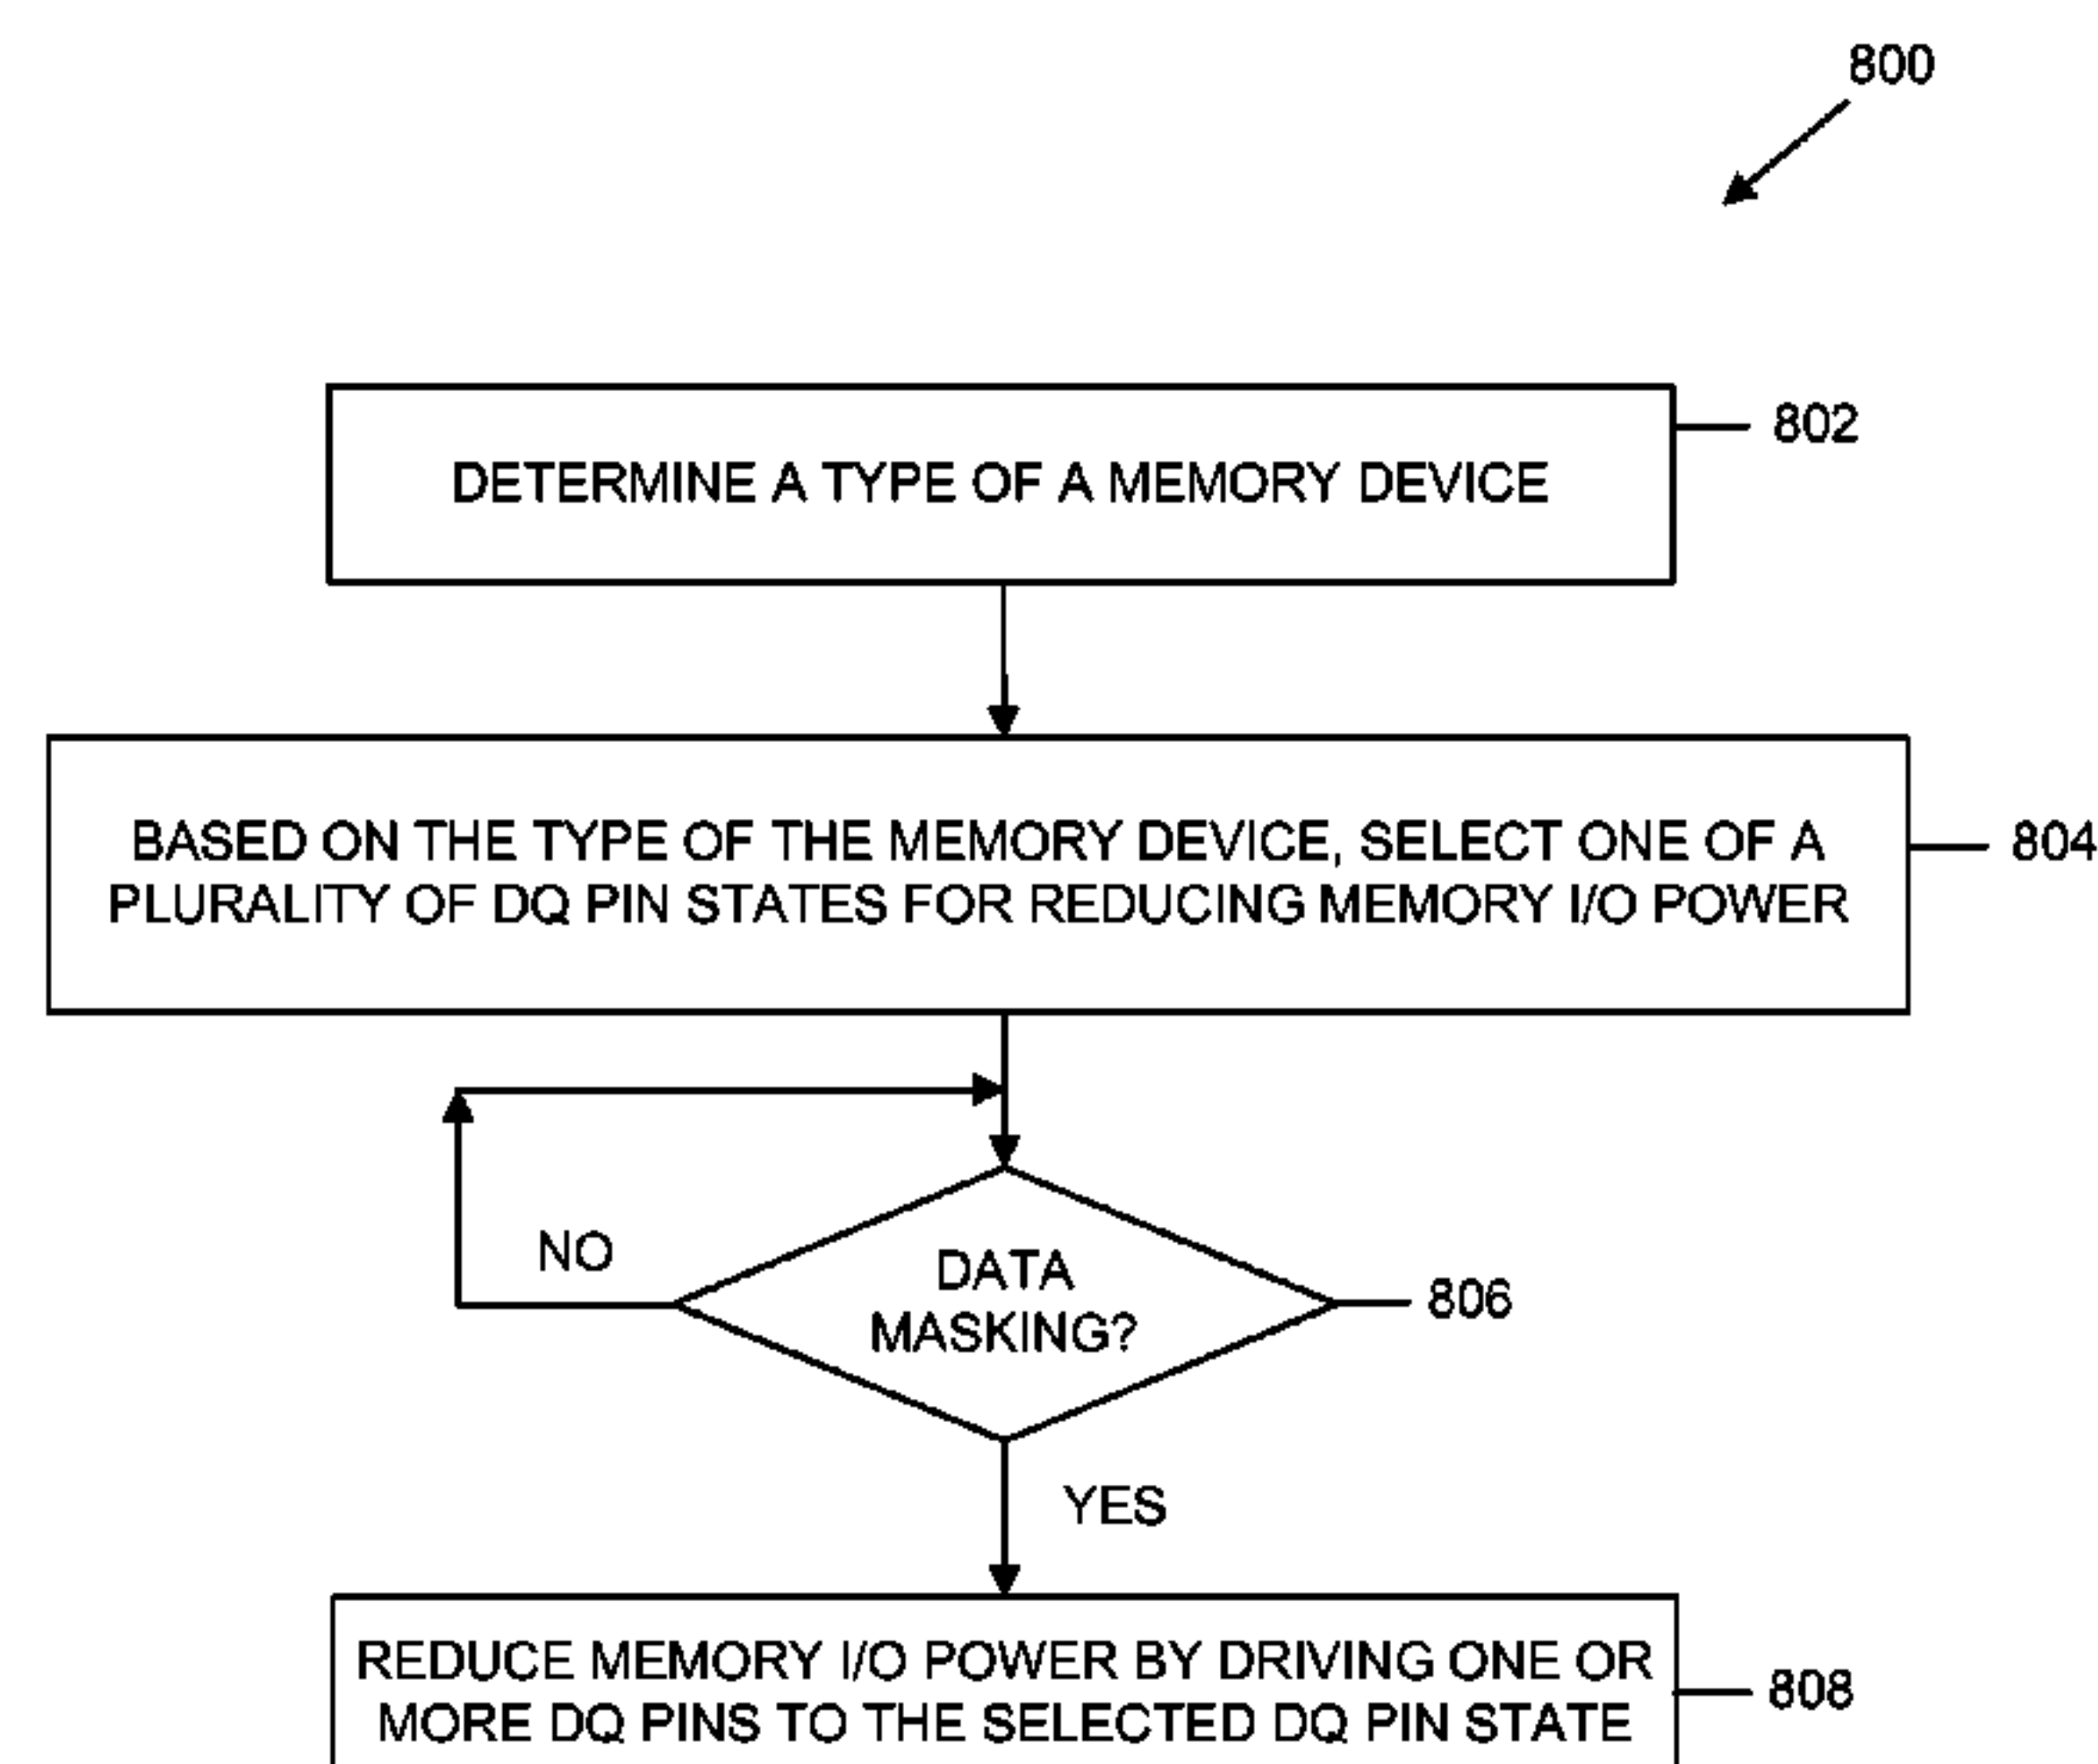 800
DETERMINE A TYPE OF A MEMORY DEVICE
802
BASED ON THE TYPE OF THE MEMORY DEVICE, SELECT ONE OF A
PLURALITY OF DQ PIN STATES FOR REDUCING MEMORY I/O POWER
804
NO
DATA
MASKING?
806
YES
REDUCE MEMORY I/O POWER BY DRIVING ONE OR
MORE DQ PINS TO THE SELECTED DQ PIN STATE
808